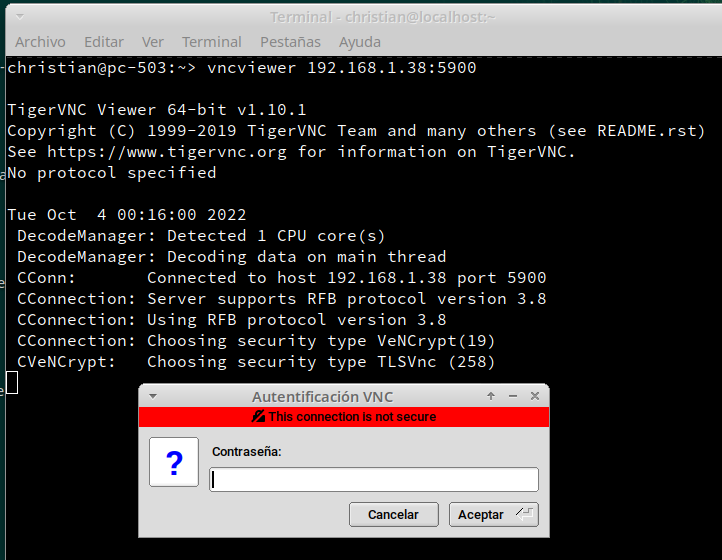 Terminal - christian@localhost:~
Archivo Editar Ver Terminal Pestañas Ayuda
christian@pc-503:~> vncviewer 192.168.1.38:5900
TigerVNC Viewer 64-bit v1.10.1
Copyright (C) 1999-2019 TigerVNC Team and many others (see README.rst)
See https://www.tigervnc.org for information on TigerVNC.
No protocol specified
Tue Oct  4 00:16:00 2022
DecodeManager: Detected 1 CPU core(s)
DecodeManager: Decoding data on main thread
CConn:       Connected to host 192.168.1.38 port 5900
CConnection: Server supports RFB protocol version 3.8
CConnection: Using RFB protocol version 3.8
CConnection: Choosing security type VeNCrypt(19)
CVeNCrypt:   Choosing security type TLSVnc (258)
Autentificación VNC
This connection is not secure
?
Contraseña:
Cancelar Aceptar